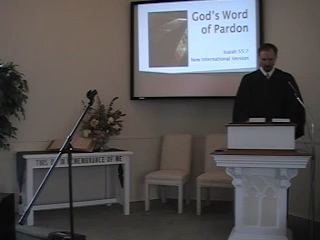 God's Word
of Pardon
Isaiah 55:7
New International Version
THIS DO IN REMEMBRANCE OF ME